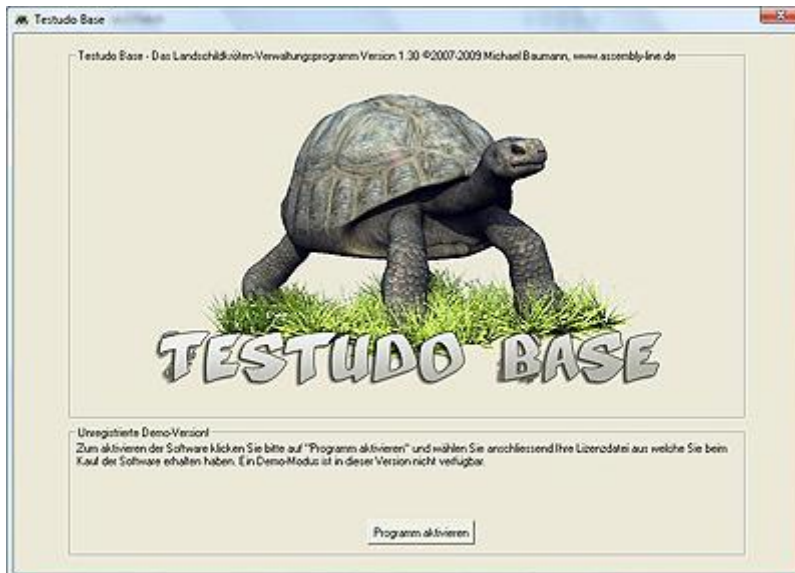 Testudo Base
Testudo Base - Das Landschildkröten-Verwaltungsprogramm Version 1.30 ©2007-2009 Michael Baumann, www.assembly-line.de
TESTUDO BASE
Unregistierte Demo-Version!
Zum aktivieren der Software klicken Sie bitte auf "Programm aktivieren" und wählen Sie anschliessend Ihre Lizenzdatei aus welche Sie beim
Kauf der Software erhalten haben. Ein Demo-Modus ist in dieser Version nicht verfügbar.
Programm aktivieren